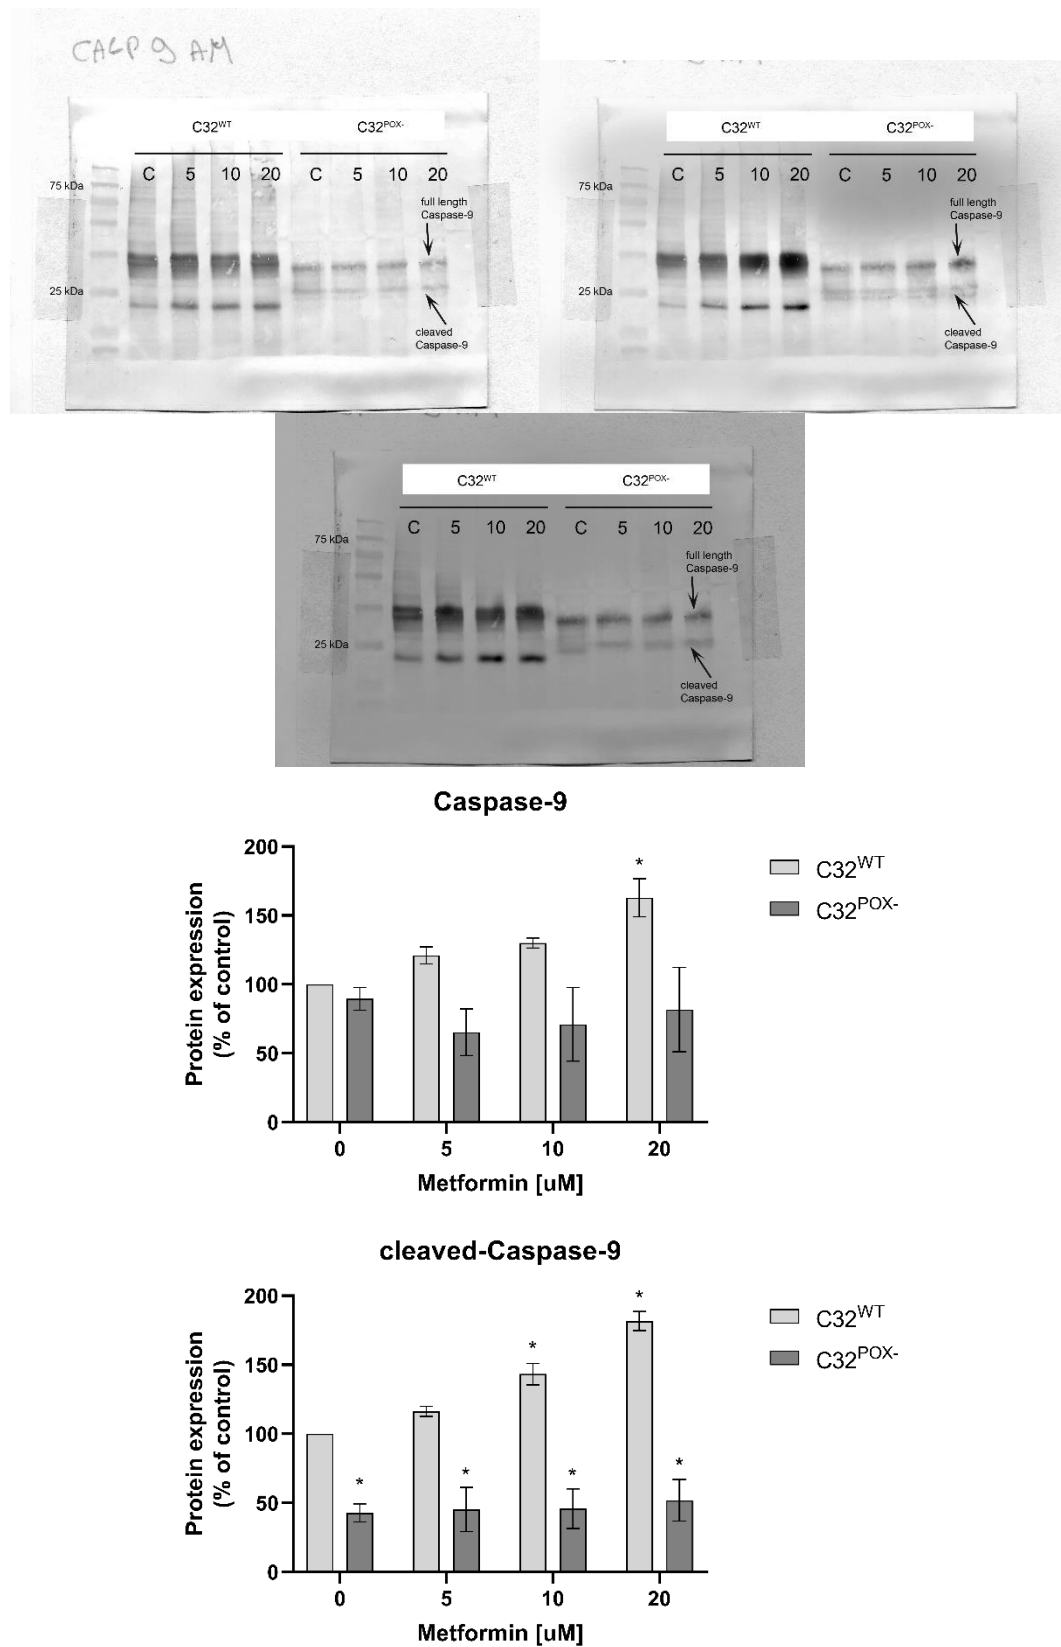 CASP 9 AM
C32WT C32POX-
C 5 10 20 C 5 10 20
75 kDa
full length
Caspase-9
25 kDa
cleaved
Caspase-9
C32WT C32POX-
C 5 10 20 C 5 10 20
75 kDa
full length
Caspase-9
25 kDa
cleaved
Caspase-9
C32WT C32POX-
C 5 10 20 C 5 10 20
75 kDa
full length
Caspase-9
25 kDa
cleaved
Caspase-9
Caspase-9
Protein expression
(% of control)
200
150
100
50
0
*
0 5 10 20
Metformin [uM]
C32WT
C32POX-
cleaved-Caspase-9
Protein expression
(% of control)
200
150
100
50
0
* * * * * *
0 5 10 20
Metformin [uM]
C32WT
C32POX-